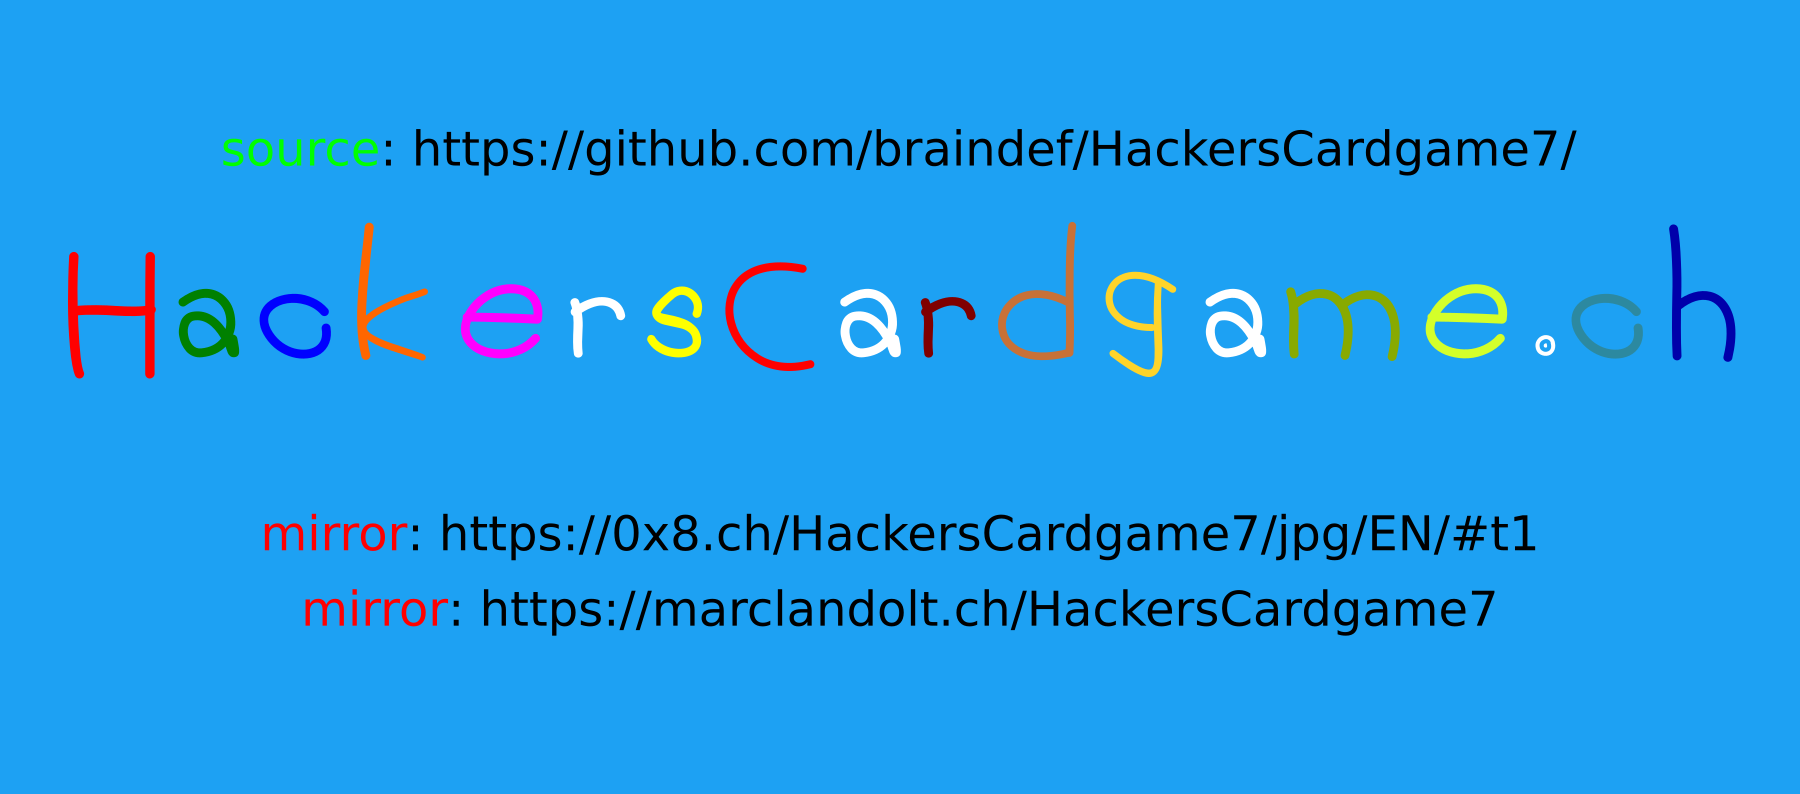 source: https://github.com/braindef/HackersCardgame7/
HackersCardgame.ch
mirror: https://0x8.ch/HackersCardgame7/jpg/EN/#t1
mirror: https://marclandolt.ch/HackersCardgame7